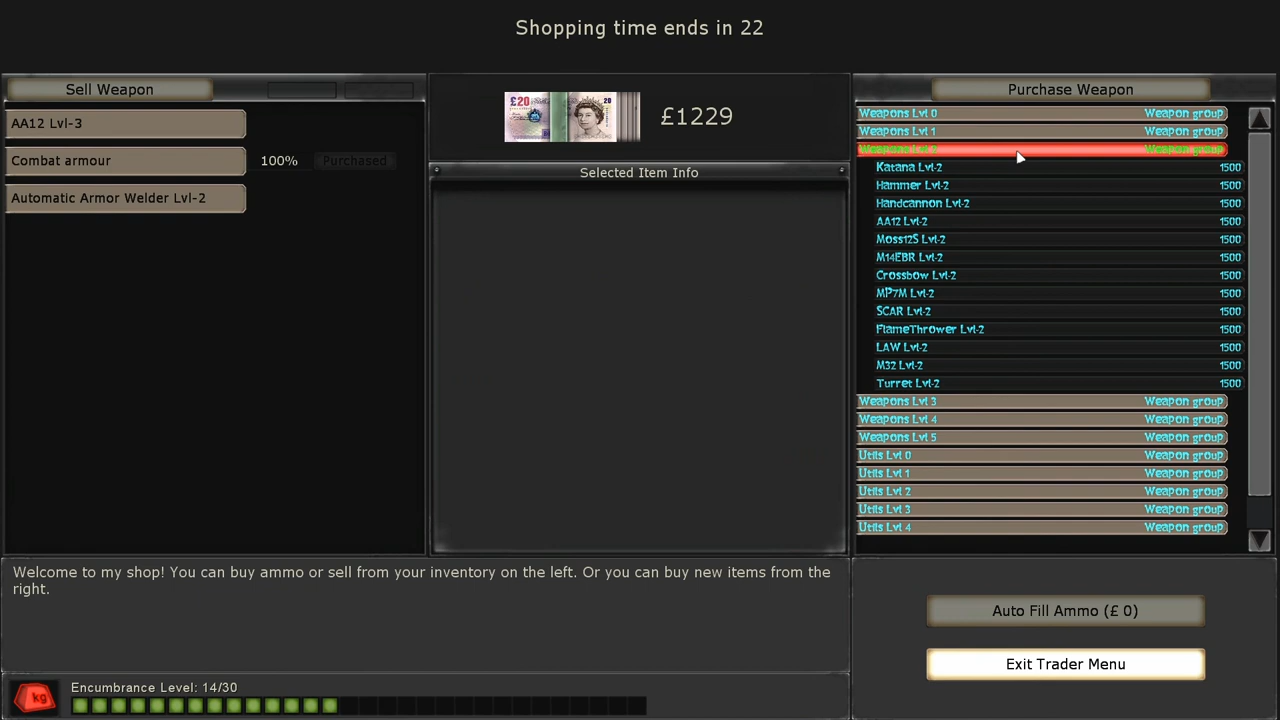 Shopping time ends in 22
Sell Weapon
AA12 Lvl-3
Combat armour 100% Purchased
Automatic Armor Welder Lvl-2
£20 20 £1229
Selected Item Info
Purchase Weapon
Weapons Lvl 0 Weapon group
Weapons Lvl 1 Weapon group
Weapons Lvl 2 Weapon group
Katana Lvl-2 1500
Hammer Lvl-2 1500
Handcannon Lvl-2 1500
AA12 Lvl-2 1500
Moss12S Lvl-2 1500
M14EBR Lvl-2 1500
Crossbow Lvl-2 1500
MP7M Lvl-2 1500
SCAR Lvl-2 1500
FlameThrower Lvl-2 1500
LAW Lvl-2 1500
M32 Lvl-2 1500
Turret Lvl-2 1500
Weapons Lvl 3 Weapon group
Weapons Lvl 4 Weapon group
Weapons Lvl 5 Weapon group
Utils Lvl 0 Weapon group
Utils Lvl 1 Weapon group
Utils Lvl 2 Weapon group
Utils Lvl 3 Weapon group
Utils Lvl 4 Weapon group
Welcome to my shop! You can buy ammo or sell from your inventory on the left. Or you can buy new items from the
right.
Auto Fill Ammo (£ 0)
Exit Trader Menu
kg Encumbrance Level: 14/30